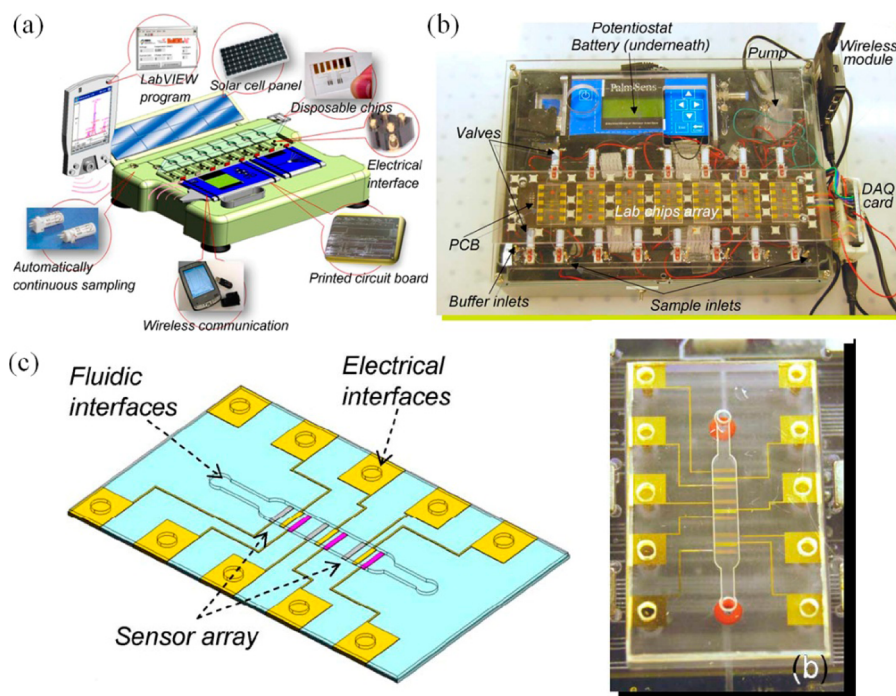 (a)
LabVIEW
program
Solar cell panel
Disposable chips
Electrical
interface
Automatically
continuous sampling
Printed circuit board
Wireless communication
(b)
Potentiostat
Battery (underneath)
Pump
Wireless
module
PalmSens
Valves
DAQ
card
Lab chips array
PCB
Buffer inlets
Sample inlets
(c)
Fluidic
interfaces
Electrical
interfaces
Sensor array
(b)